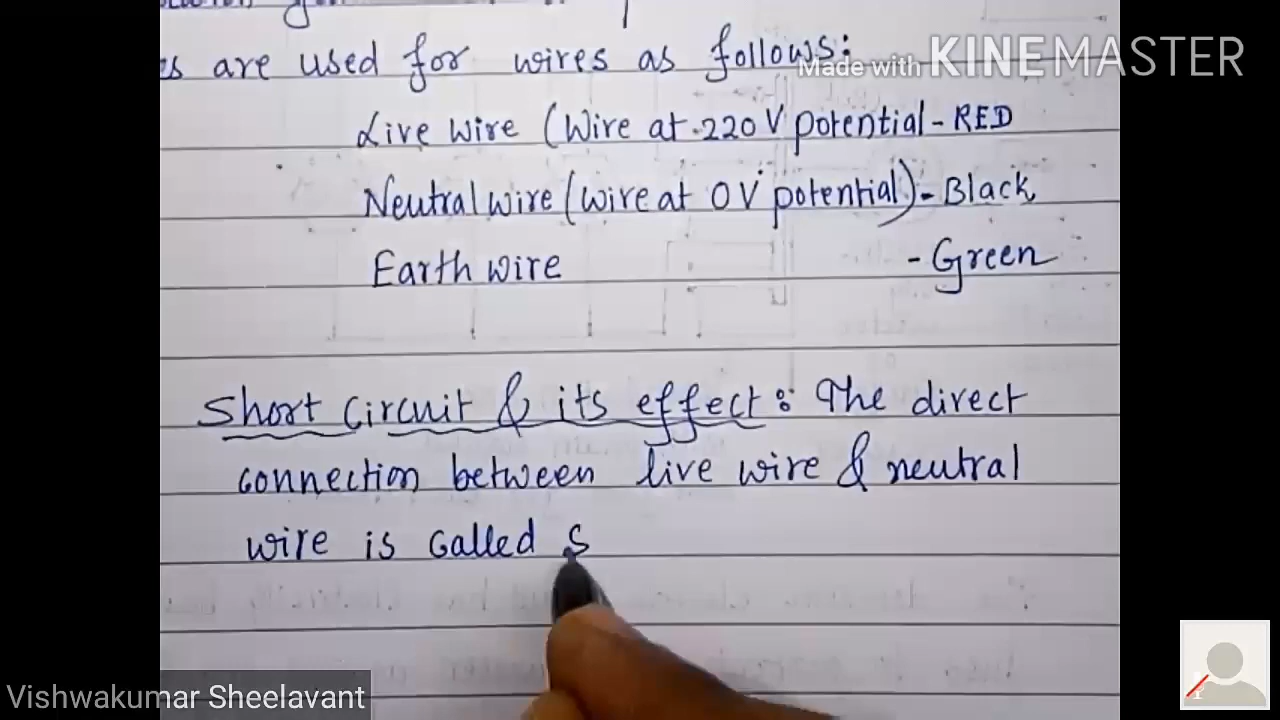 es are used for wires as follows:
Made with KINEMASTER
Live wire (Wire at 220 V potential - RED
Neutral wire (wire at 0 V potential) - Black
Earth wire - Green
Short Circuit & its effect : The direct
connection between live wire & neutral
wire is called S
Vishwakumar Sheelavant